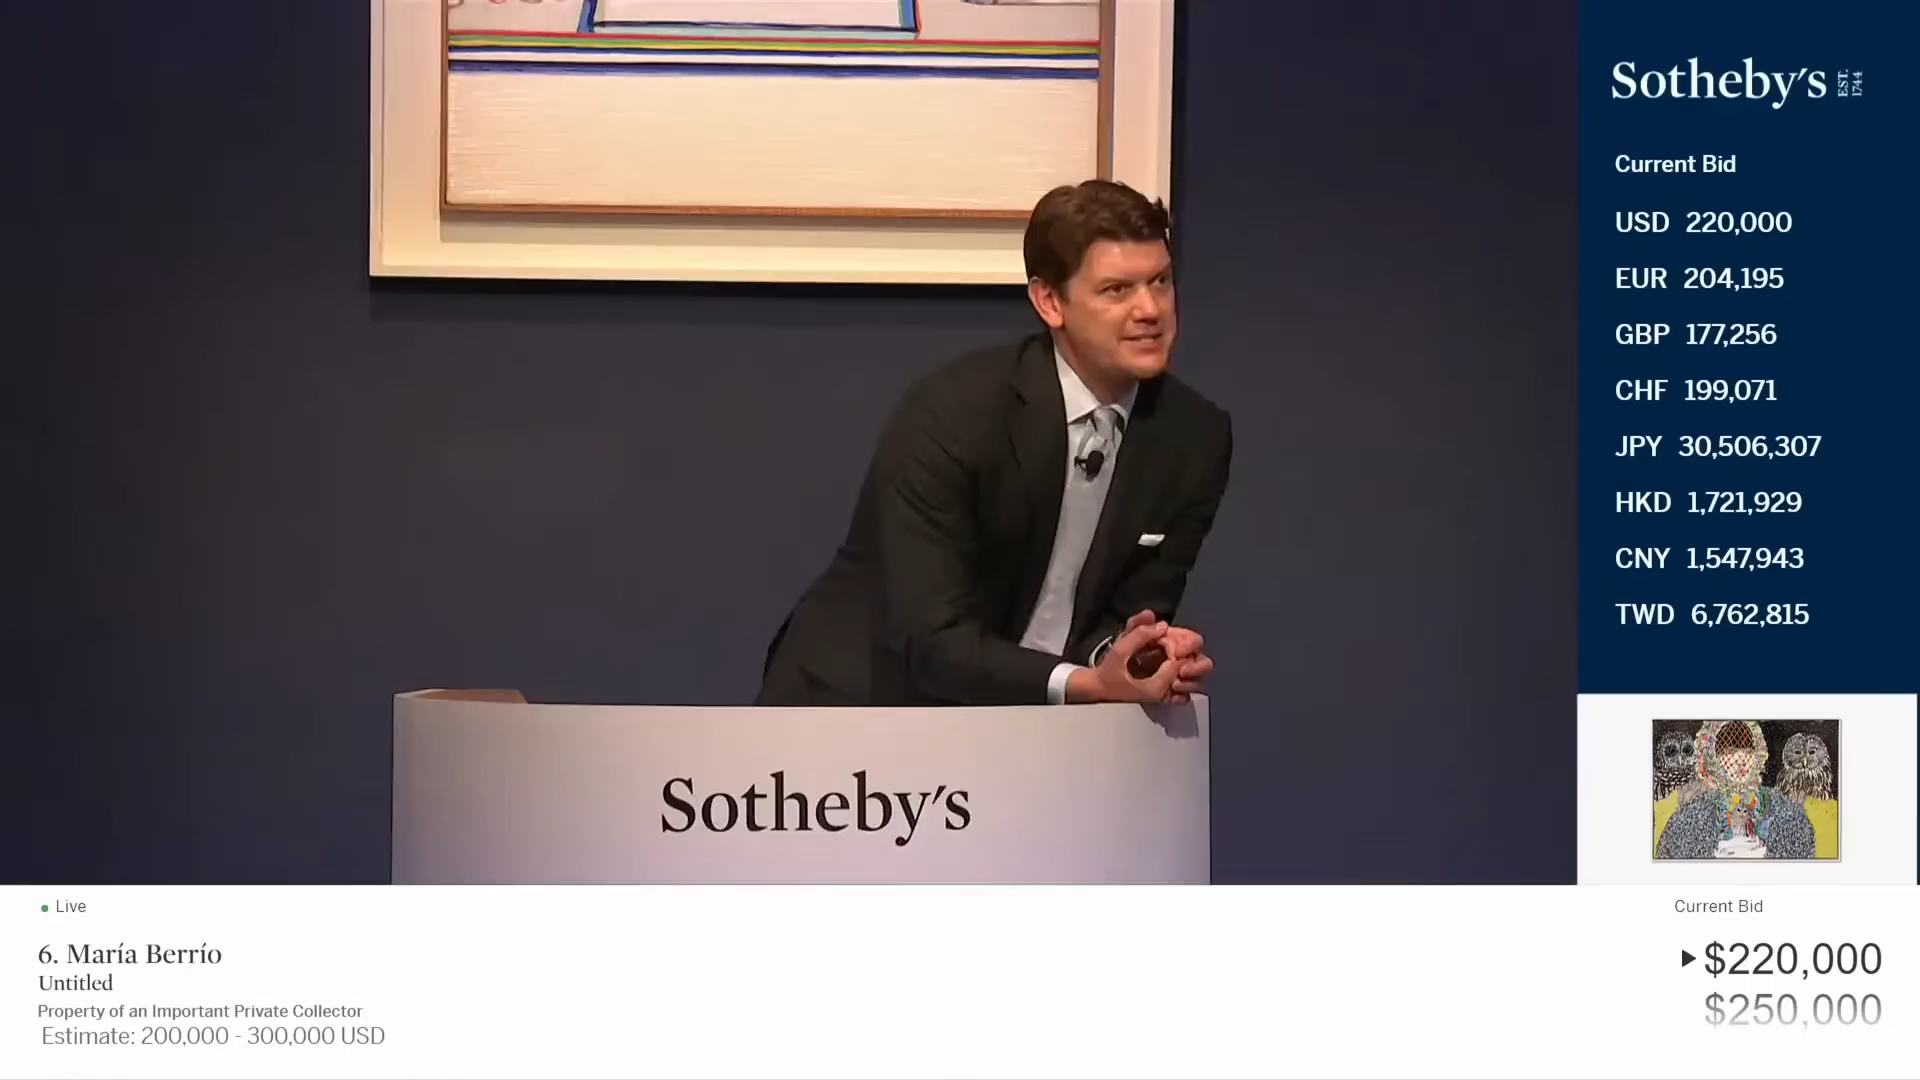 Sotheby's EST. 1744
Current Bid
USD 220,000
EUR 204,195
GBP 177,256
CHF 199,071
JPY 30,506,307
HKD 1,721,929
CNY 1,547,943
TWD 6,762,815
Sotheby's
Live
6. María Berrío
Untitled
Property of an Important Private Collector
Estimate: 200,000 - 300,000 USD
Current Bid
$220,000
$250,000